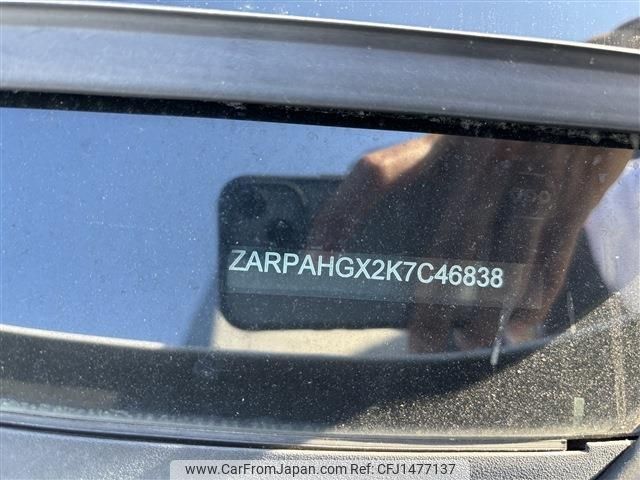 ZARPAHGX2K7C46838
www.CarFromJapan.com Ref:CFJ1477137